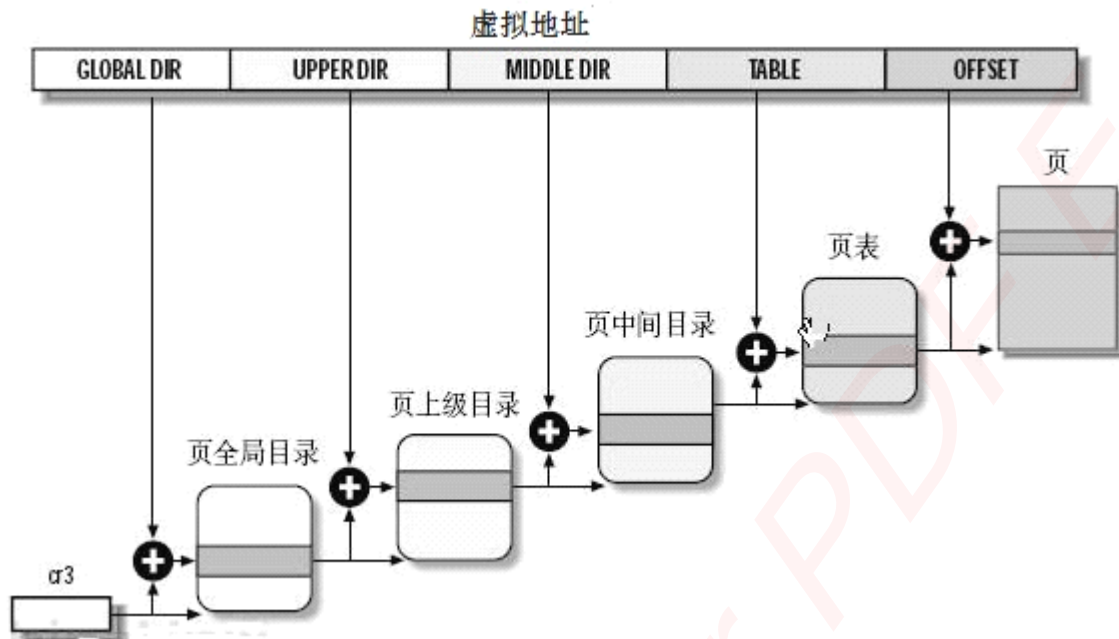 虚拟地址
GLOBAL DIR UPPER DIR MIDDLE DIR TABLE OFFSET
页
页表
页中间目录
页上级目录
页全局目录
cr3
PDF E